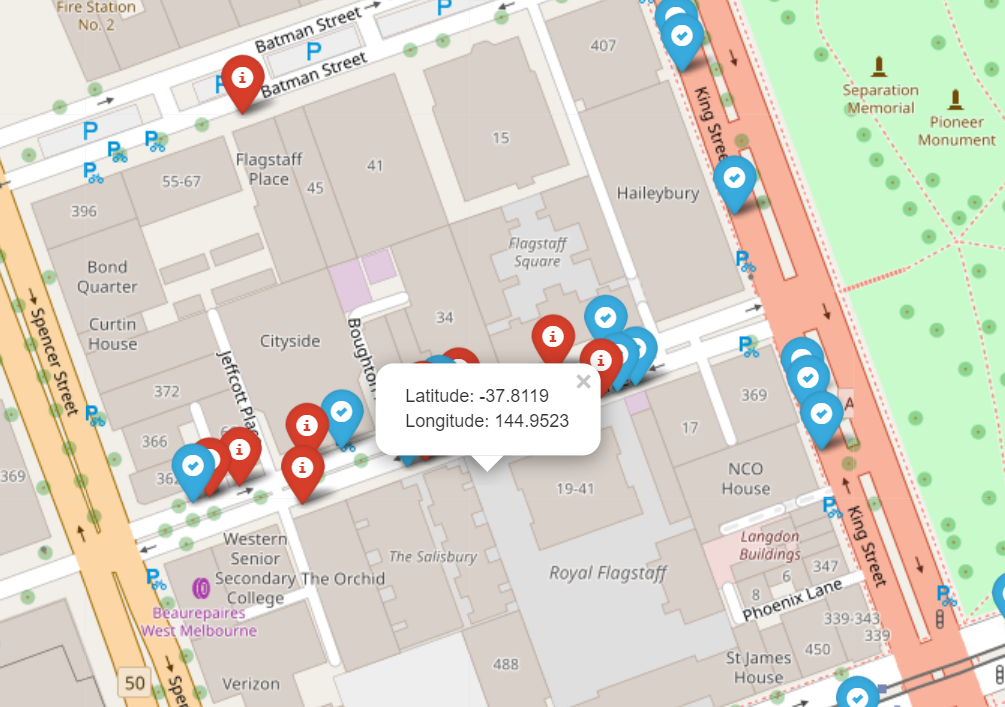 Fire Station
No. 2
Batman Street
Batman Street
P
P
P
P
407
15
41
45
Flagstaff
Place
55-67
396
King Street
Separation
Memorial
Pioneer
Monument
Haileybury
Flagstaff
Square
Bond
Quarter
Curtin
House
Cityside
34
Spencer Street
Jeffcott Place
Boughton
372
366
362
369
×
Latitude: -37.8119
Longitude: 144.9523
369
A
17
NCO
House
19-41
Western
Senior
Secondary
College
The Orchid
The Salisbury
Royal Flagstaff
Langdon
Buildings
6
347
8
Phoenix Lane
King Street
339-343
339
Beaurepaires
West Melbourne
488
St James
House
450
50
Verizon
Spen